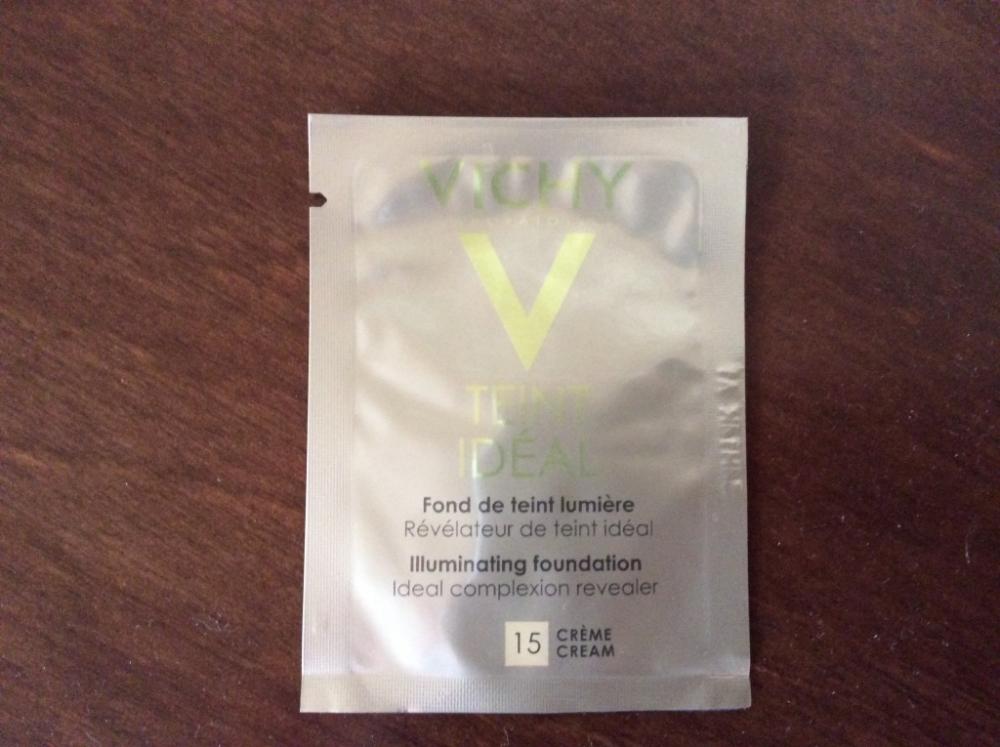 VICHY
V
TEINT
IDÉAL
Fond de teint lumière
Révélateur de teint idéal
Illuminating foundation
Ideal complexion revealer
15 CRÈME
CREAM